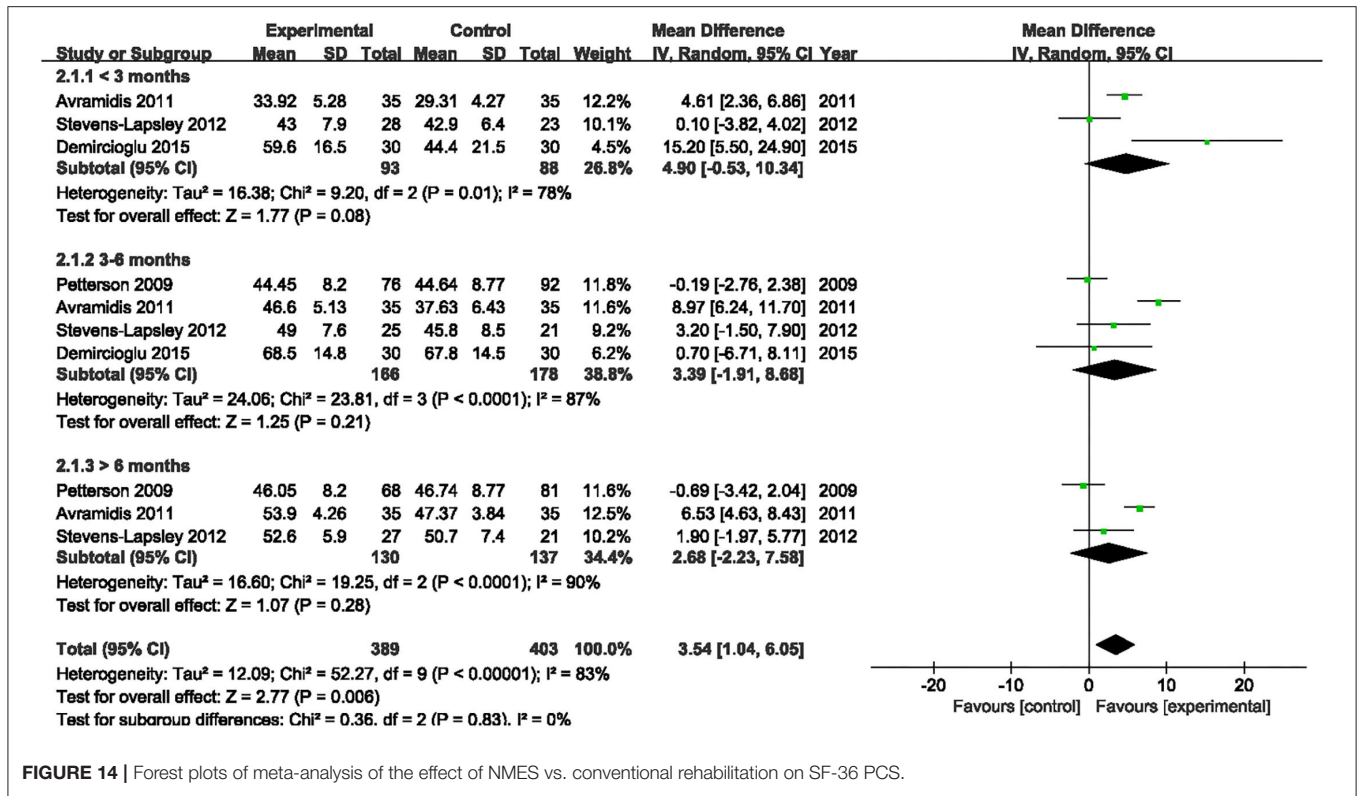 Experimental Control Mean Difference Mean Difference
Study or Subgroup Mean SD Total Mean SD Total Weight IV, Random, 95% CI Year IV, Random, 95% CI
2.1.1 < 3 months
Avramidis 2011 33.92 5.28 35 29.31 4.27 35 12.2% 4.61 [2.36, 6.86] 2011
Stevens-Lapsley 2012 43 7.9 28 42.9 6.4 23 10.1% 0.10 [-3.82, 4.02] 2012
Demircioglu 2015 59.6 16.5 30 44.4 21.5 30 4.5% 15.20 [5.50, 24.90] 2015
Subtotal (95% CI) 93 88 26.8% 4.90 [-0.53, 10.34]
Heterogeneity: Tau² = 16.38; Chi² = 9.20, df = 2 (P = 0.01); I² = 78%
Test for overall effect: Z = 1.77 (P = 0.08)
2.1.2 3-6 months
Petterson 2009 44.45 8.2 76 44.64 8.77 92 11.8% -0.19 [-2.76, 2.38] 2009
Avramidis 2011 46.6 5.13 35 37.63 6.43 35 11.6% 8.97 [6.24, 11.70] 2011
Stevens-Lapsley 2012 49 7.6 25 45.8 8.5 21 9.2% 3.20 [-1.50, 7.90] 2012
Demircioglu 2015 68.5 14.8 30 67.8 14.5 30 6.2% 0.70 [-6.71, 8.11] 2015
Subtotal (95% CI) 166 178 38.8% 3.39 [-1.91, 8.68]
Heterogeneity: Tau² = 24.06; Chi² = 23.81, df = 3 (P < 0.0001); I² = 87%
Test for overall effect: Z = 1.25 (P = 0.21)
2.1.3 > 6 months
Petterson 2009 46.05 8.2 68 46.74 8.77 81 11.6% -0.69 [-3.42, 2.04] 2009
Avramidis 2011 53.9 4.26 35 47.37 3.84 35 12.5% 6.53 [4.63, 8.43] 2011
Stevens-Lapsley 2012 52.6 5.9 27 50.7 7.4 21 10.2% 1.90 [-1.97, 5.77] 2012
Subtotal (95% CI) 130 137 34.4% 2.68 [-2.23, 7.58]
Heterogeneity: Tau² = 16.60; Chi² = 19.25, df = 2 (P < 0.0001); I² = 90%
Test for overall effect: Z = 1.07 (P = 0.28)
Total (95% CI) 389 403 100.0% 3.54 [1.04, 6.05]
Heterogeneity: Tau² = 12.09; Chi² = 52.27, df = 9 (P < 0.00001); I² = 83%
Test for overall effect: Z = 2.77 (P = 0.006)
Test for subgroup differences: Chi² = 0.36, df = 2 (P = 0.83), I² = 0%
-20 -10 0 10 20
Favours [control] Favours [experimental]
FIGURE 14 | Forest plots of meta-analysis of the effect of NMES vs. conventional rehabilitation on SF-36 PCS.